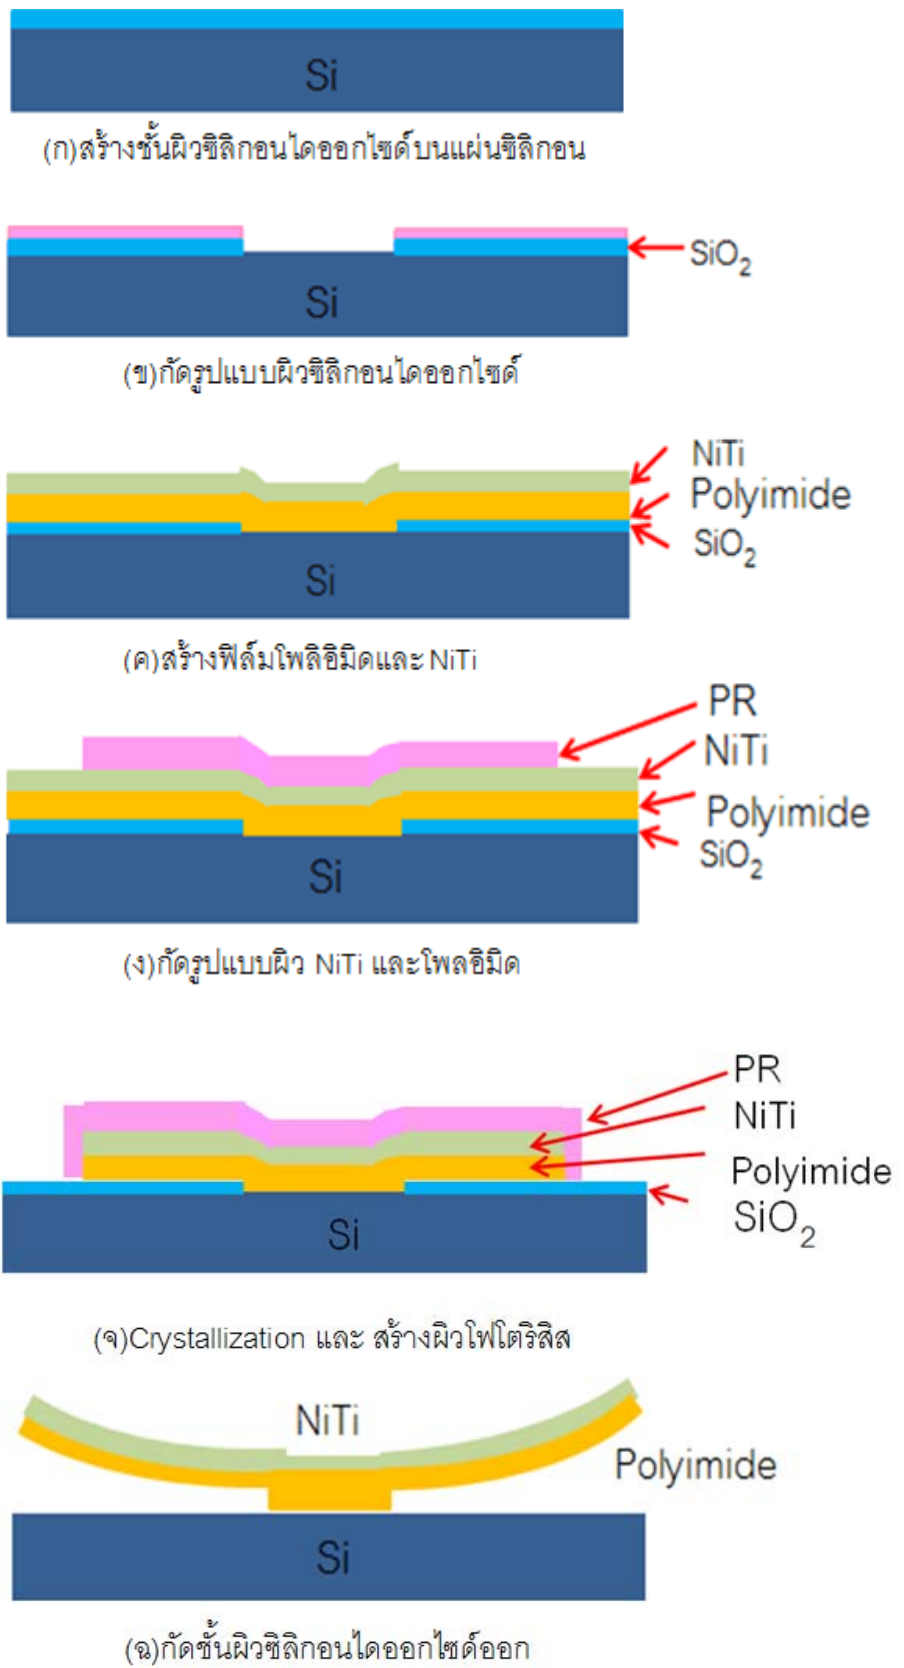 Si
(ก)สร้างชั้นผิวซิลิกอนไดออกไซด์บนแผ่นซิลิกอน
SiO2
Si
(ข)กัดรูปแบบผิวซิลิกอนไดออกไซด์
NiTi
Polyimide
SiO2
Si
(ค)สร้างฟิล์มโพลิอิมิดและ NiTi
PR
NiTi
Polyimide
SiO2
Si
(ง)กัดรูปแบบผิว NiTi และโพลอิมิด
PR
NiTi
Polyimide
SiO2
Si
(จ)Crystallization และ สร้างผิวโฟโตริสิส
NiTi
Polyimide
Si
(ฉ)กัดชั้นผิวซิลิกอนไดออกไซด์ออก